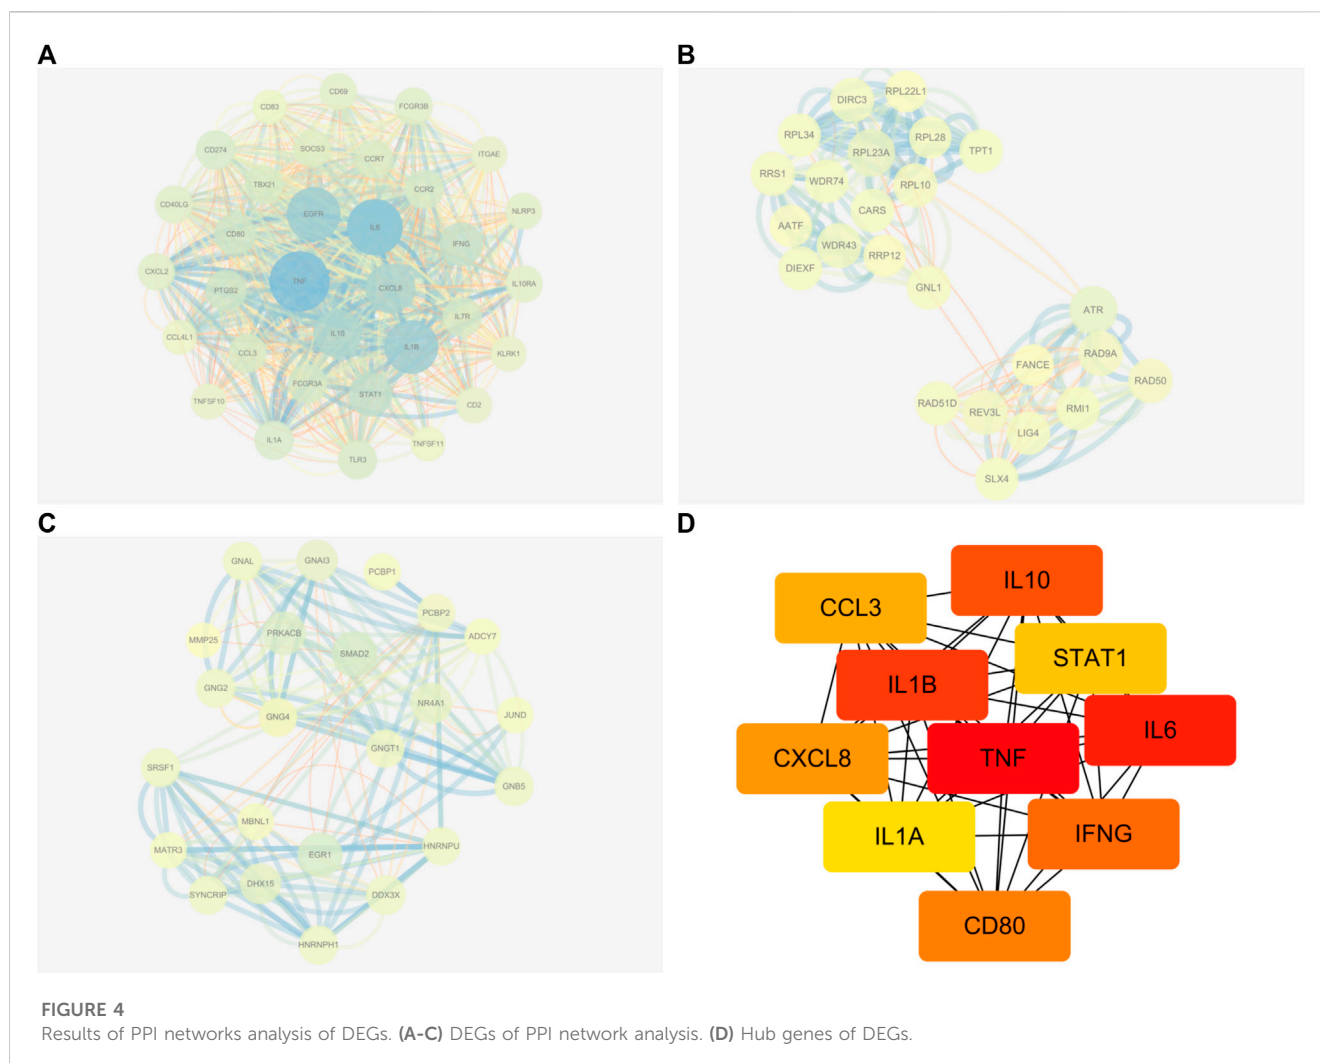 A
CD83
CD69
FCGR3B
CD274
SOCS3
CCR7
ITGAE
TBX21
CCR2
CD40LG
EGFR
IL6
NLRP3
CD80
IFNG
CXCL2
TNF
CXCL8
IL10RA
PTGS2
IL7R
CCL4L1
IL1B
CCL3
KLRK1
FCGR3A
STAT1
TNFSF10
CD2
IL1A
TNFSF11
TLR3
B
DIRC3
RPL22L1
RPL34
RPL28
RPL23A
TPT1
RRS1
WDR74
RPL10
CARS
AATF
WDR43
RRP12
DIEXF
GNL1
ATR
RAD9A
FANCE
RAD50
RAD51D
REV3L
RMI1
LIG4
SLX4
C
GNAL
GNAI3
PCBP1
PCBP2
MMP25
PRKACB
ADCY7
SMAD2
GNG2
NR4A1
GNG4
JUND
GNGT1
SRSF1
GNB5
MBNL1
MATR3
EGR1
HNRNPU
SYNCRIP
DHX15
DDX3X
HNRNPH1
D
IL10
CCL3
STAT1
IL1B
IL6
CXCL8
TNF
IL1A
IFNG
CD80
FIGURE 4
Results of PPI networks analysis of DEGs. (A-C) DEGs of PPI network analysis. (D) Hub genes of DEGs.